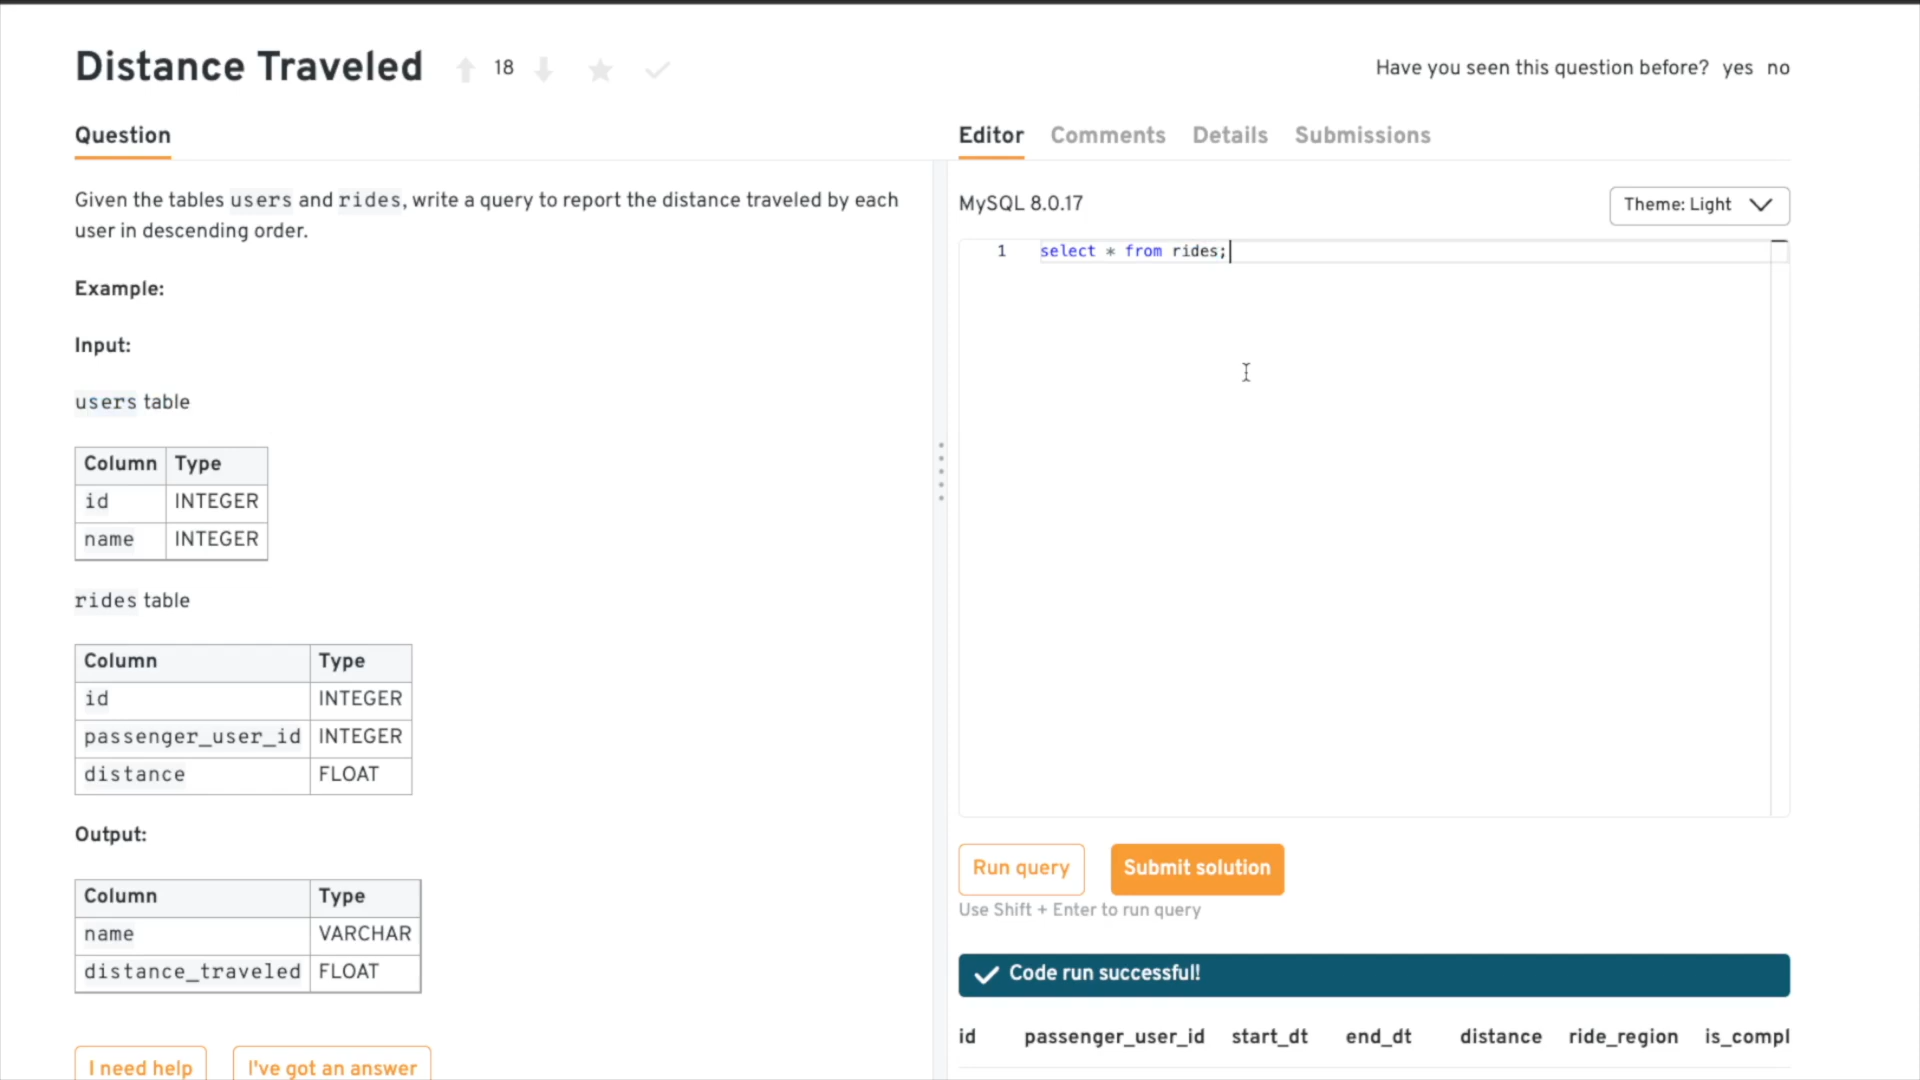 Distance Traveled 18 Have you seen this question before? yes no
Question
Editor Comments Details Submissions
Given the tables users and rides, write a query to report the distance traveled by each
user in descending order.
Example:
Input:
users table
Column Type
id INTEGER
name INTEGER
rides table
Column Type
id INTEGER
passenger_user_id INTEGER
distance FLOAT
Output:
Column Type
name VARCHAR
distance_traveled FLOAT
I need help I've got an answer
MySQL 8.0.17 Theme: Light
1 select * from rides;
Run query Submit solution
Use Shift + Enter to run query
Code run successful!
id passenger_user_id start_dt end_dt distance ride_region is_compl